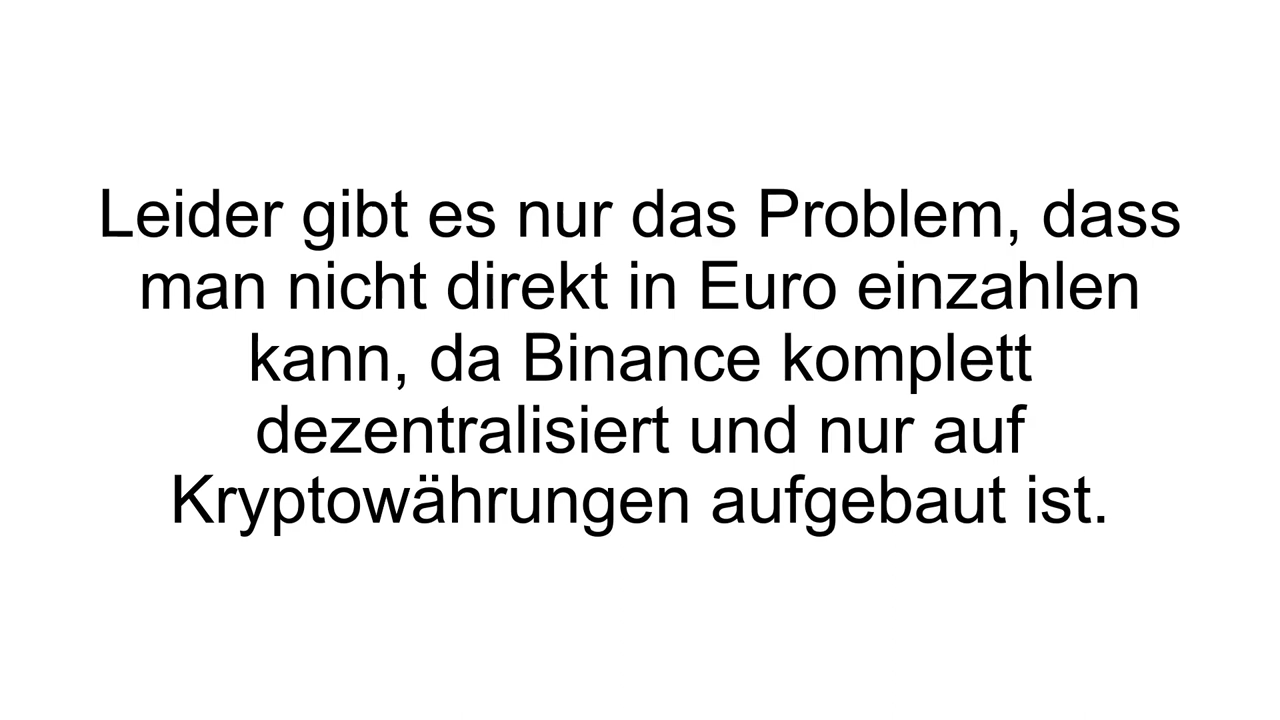 Leider gibt es nur das Problem, dass
man nicht direkt in Euro einzahlen
kann, da Binance komplett
dezentralisiert und nur auf
Kryptowährungen aufgebaut ist.